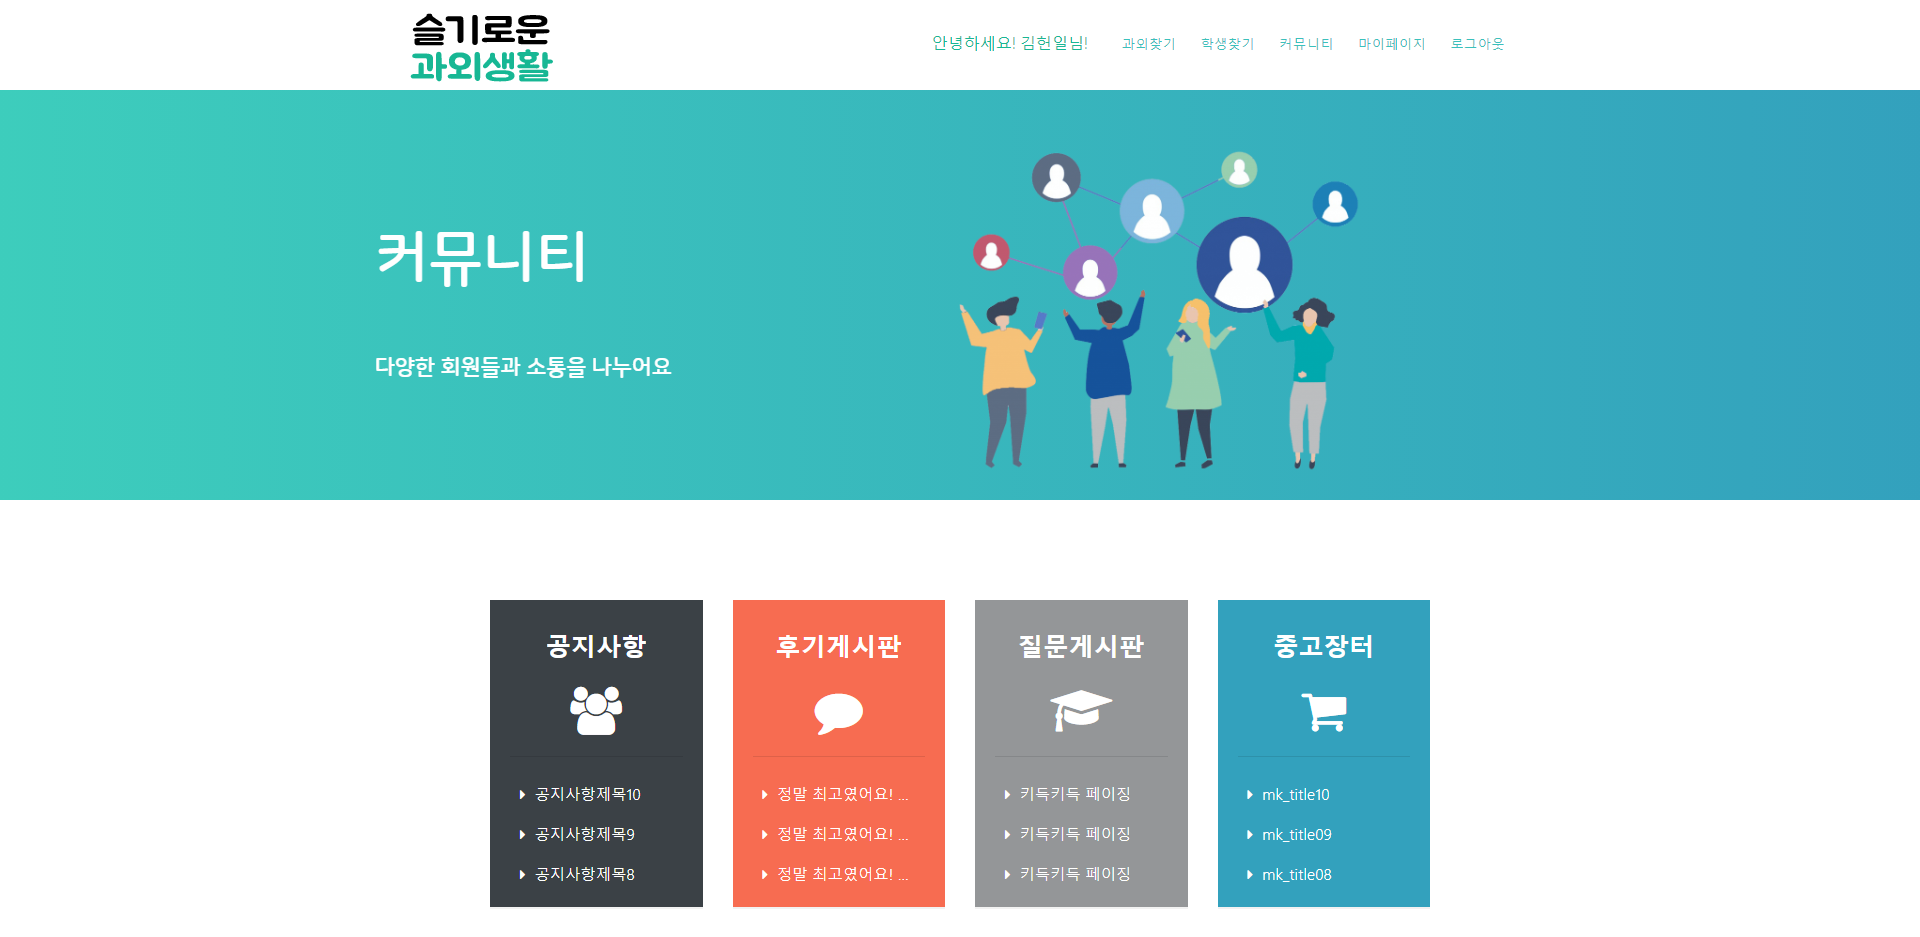 슬기로운
과외생활
안녕하세요! 김헌일님! 과외찾기 학생찾기 커뮤니티 마이페이지 로그아웃
커뮤니티
다양한 회원들과 소통을 나누어요
공지사항
공지사항제목10
공지사항제목9
공지사항제목8
후기게시판
정말 최고였어요! ...
정말 최고였어요! ...
정말 최고였어요! ...
질문게시판
키득키득 페이징
키득키득 페이징
키득키득 페이징
중고장터
mk_title10
mk_title09
mk_title08